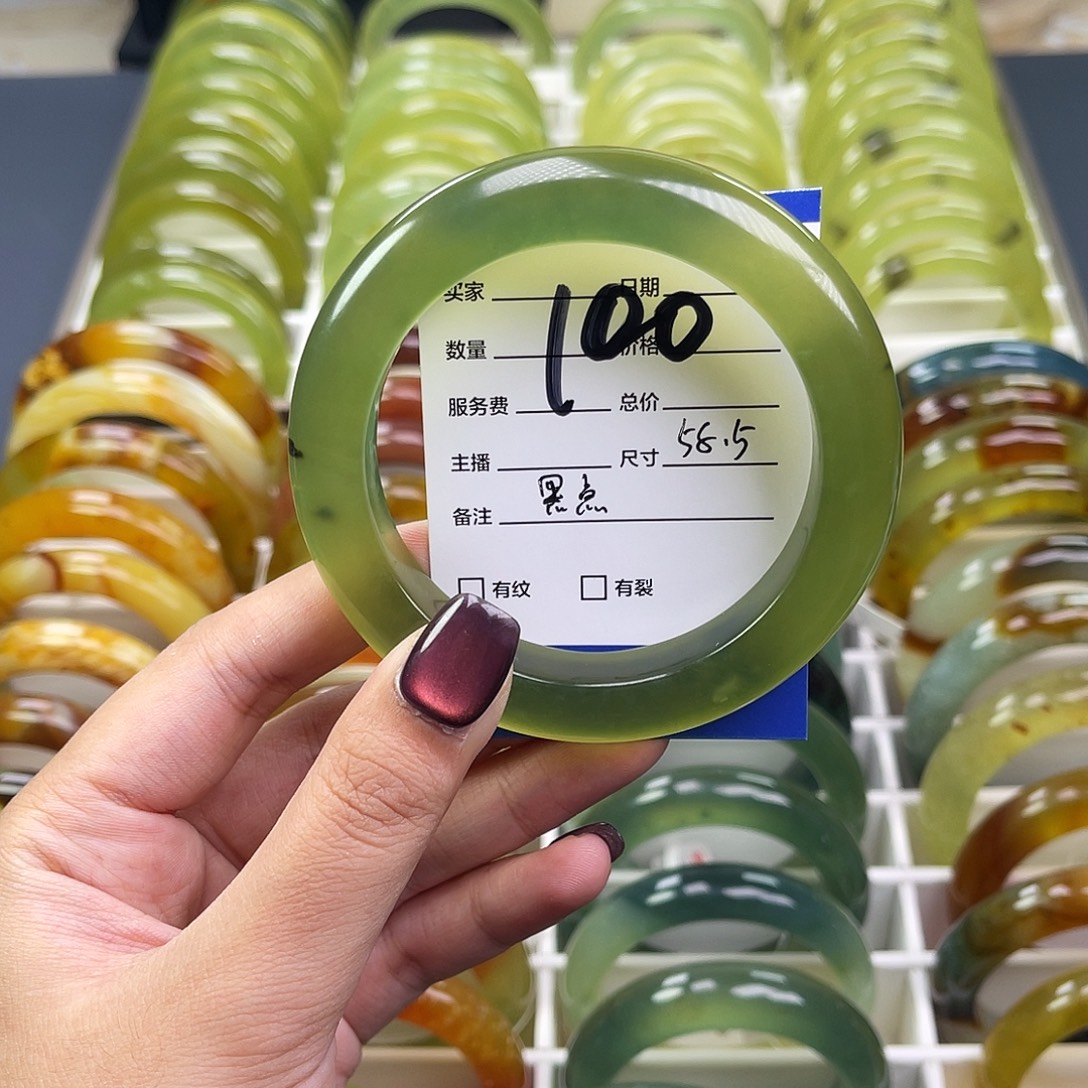 买家 日期
100
数量 价格
服务费 总价
主播 尺寸 58.5
备注 黑点
□ 有纹 □ 有裂